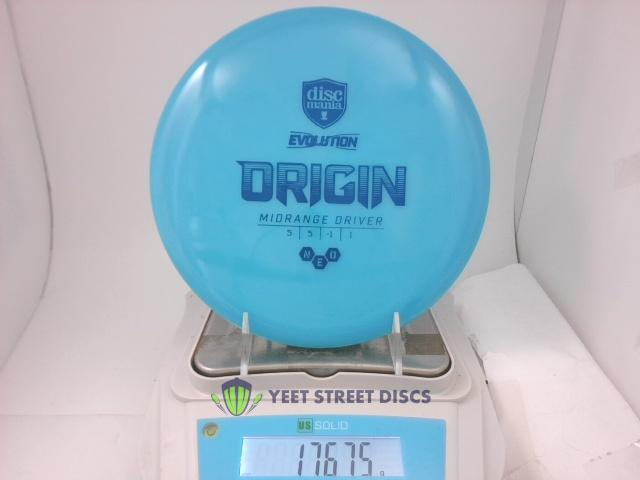 disc
mania
EVOLUTION
ORIGIN
MIDRANGE DRIVER
5 | 5 | -1 | 1
NEO
YEET STREET DISCS
US SOLID
176.75 g